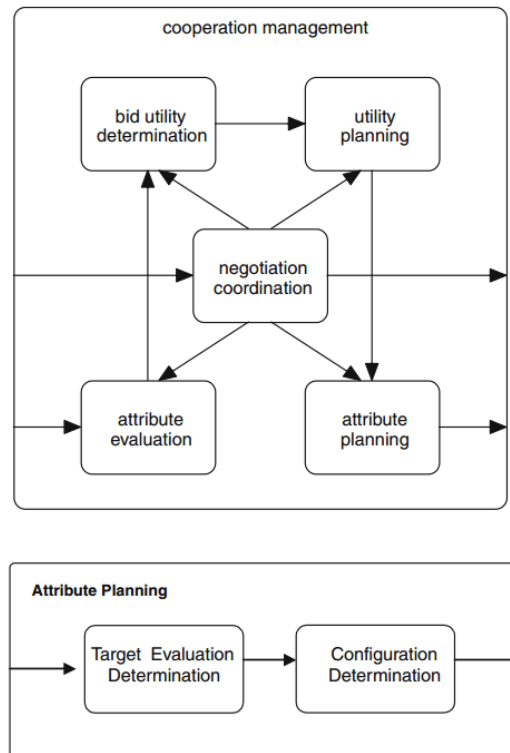 cooperation management
bid utility
determination
utility
planning
negotiation
coordination
attribute
evaluation
attribute
planning
Attribute Planning
Target Evaluation
Determination
Configuration
Determination